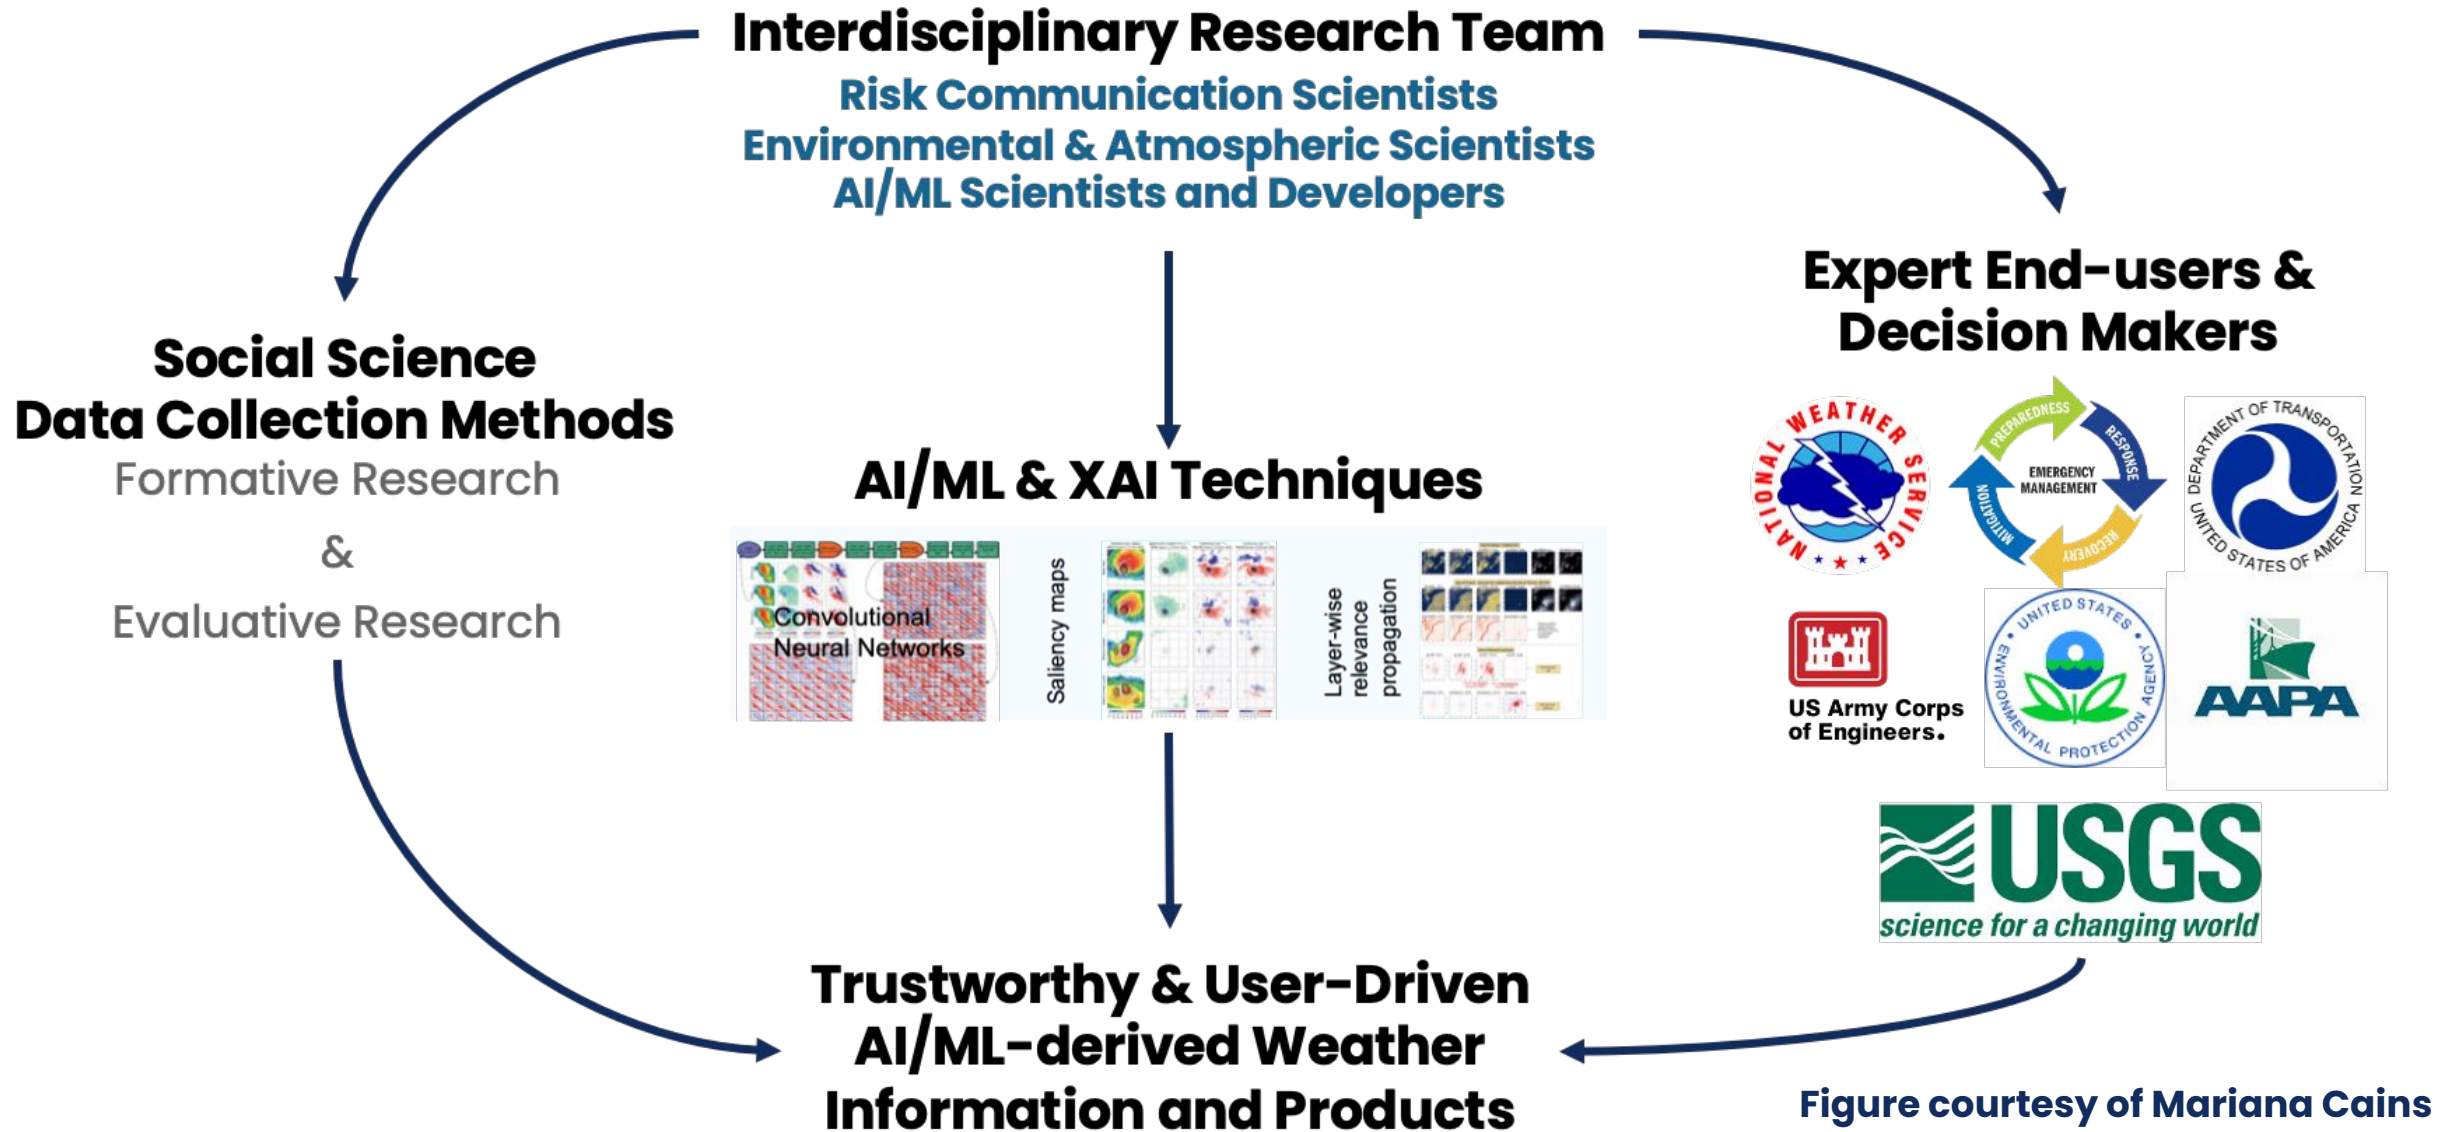 Interdisciplinary Research Team
Risk Communication Scientists
Environmental & Atmospheric Scientists
AI/ML Scientists and Developers
Social Science
Data Collection Methods
Formative Research
&
Evaluative Research
AI/ML & XAI Techniques
Convolutional
Neural Networks
Saliency maps
Layer-wise
relevance
propagation
Expert End-users &
Decision Makers
NATIONAL WEATHER SERVICE
PREPAREDNESS
RESPONSE
RECOVERY
MITIGATION
EMERGENCY
MANAGEMENT
DEPARTMENT OF TRANSPORTATION
UNITED STATES OF AMERICA
US Army Corps
of Engineers.
UNITED STATES
ENVIRONMENTAL PROTECTION AGENCY
AAPA
USGS
science for a changing world
Trustworthy & User-Driven
AI/ML-derived Weather
Information and Products
Figure courtesy of Mariana Cains